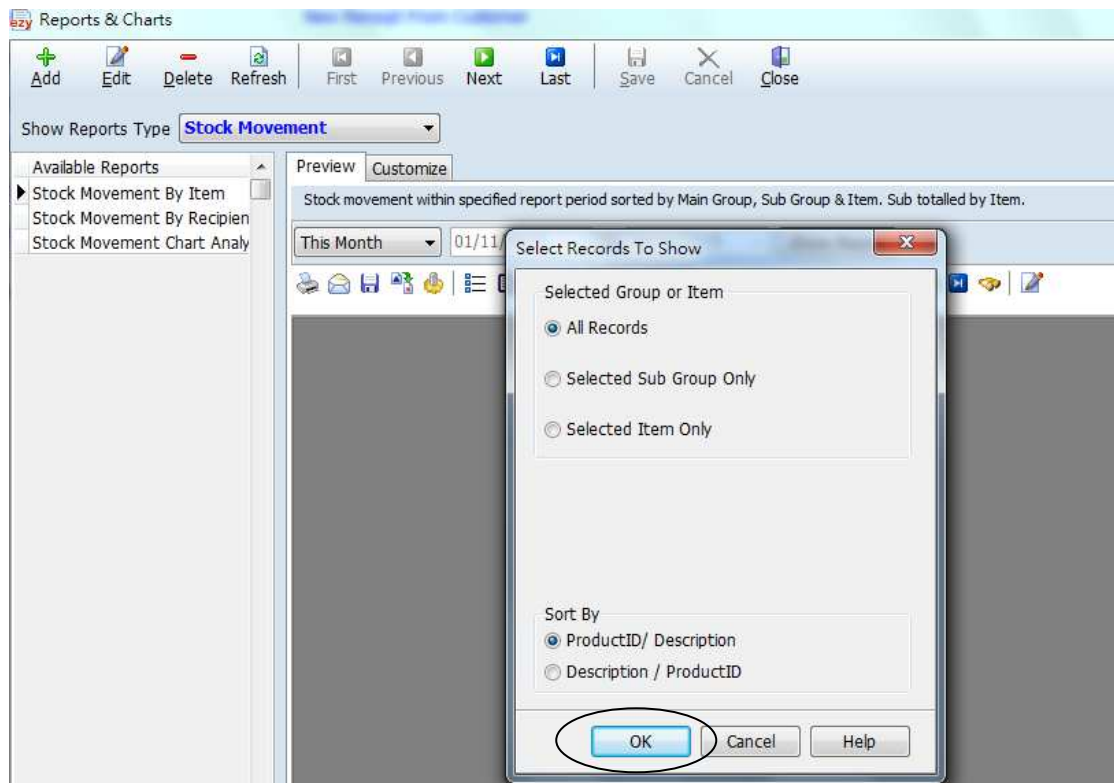 ezy Reports & Charts
Add Edit Delete Refresh First Previous Next Last Save Cancel Close
Show Reports Type Stock Movement
Available Reports
Stock Movement By Item
Stock Movement By Recipien
Stock Movement Chart Analy
Preview Customize
Stock movement within specified report period sorted by Main Group, Sub Group & Item. Sub totalled by Item.
This Month 01/11/
Select Records To Show
Selected Group or Item
All Records
Selected Sub Group Only
Selected Item Only
Sort By
ProductID/ Description
Description / ProductID
OK Cancel Help